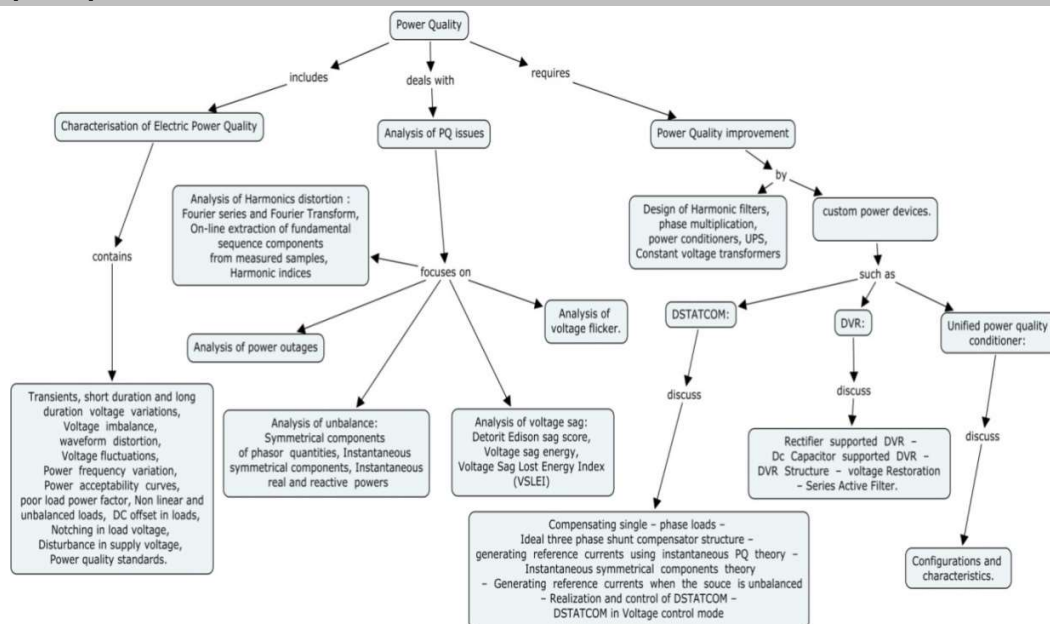 Power Quality
includes
deals with
requires
Characterisation of Electric Power Quality
Analysis of PQ issues
Power Quality improvement
by
Analysis of Harmonics distortion :
Fourier series and Fourier Transform,
On-line extraction of fundamental
sequence components
from measured samples,
Harmonic indices
Design of Harmonic filters,
phase multiplication,
power conditioners, UPS,
Constant voltage transformers
custom power devices.
contains
focuses on
such as
Analysis of power outages
Analysis of
voltage flicker.
DSTATCOM:
DVR:
Unified power quality
conditioner:
discuss
discuss
discuss
Transients, short duration and long
duration voltage variations,
Voltage imbalance,
waveform distortion,
Voltage fluctuations,
Power frequency variation,
Power acceptability curves,
poor load power factor, Non linear and
unbalanced loads, DC offset in loads,
Notching in load voltage,
Disturbance in supply voltage,
Power quality standards.
Analysis of unbalance:
Symmetrical components
of phasor quantities, Instantaneous
symmetrical components, Instantaneous
real and reactive powers
Analysis of voltage sag:
Detorit Edison sag score,
Voltage sag energy,
Voltage Sag Lost Energy Index
(VSLEI)
Rectifier supported DVR –
Dc Capacitor supported DVR –
DVR Structure – voltage Restoration
– Series Active Filter.
Compensating single – phase loads –
Ideal three phase shunt compensator structure –
generating reference currents using instantaneous PQ theory –
Instantaneous symmetrical components theory
– Generating reference currents when the souce is unbalanced
– Realization and control of DSTATCOM –
DSTATCOM in Voltage control mode
Configurations and
characteristics.